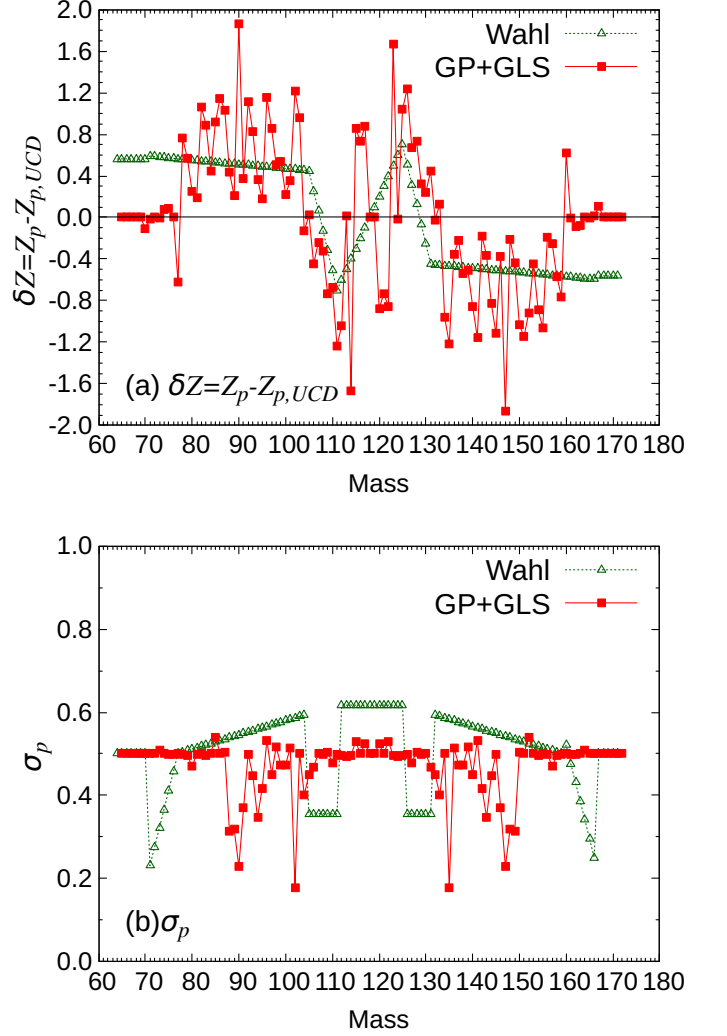 2.0
1.6
1.2
0.8
0.4
0.0
-0.4
-0.8
-1.2
-1.6
-2.0
δZ=Zp-Zp,UCD
Wahl
GP+GLS
(a) δZ=Zp-Zp,UCD
60 70 80 90 100 110 120 130 140 150 160 170 180
Mass
1.0
0.8
0.6
0.4
0.2
0.0
σp
Wahl
GP+GLS
(b)σp
60 70 80 90 100 110 120 130 140 150 160 170 180
Mass